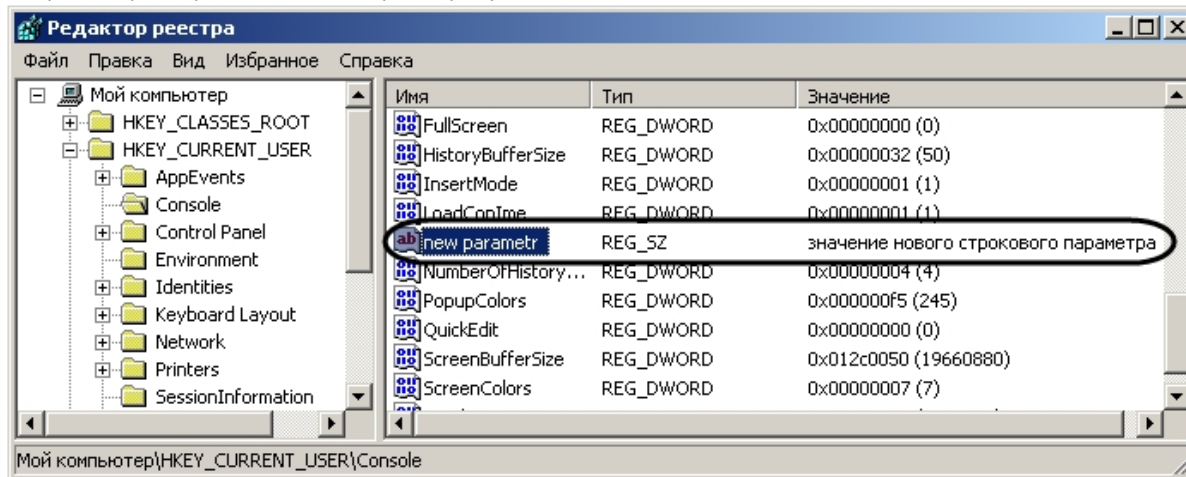 Редактор реестра
Файл Правка Вид Избранное Справка
Мой компьютер
HKEY_CLASSES_ROOT
HKEY_CURRENT_USER
AppEvents
Console
Control Panel
Environment
Identities
Keyboard Layout
Network
Printers
SessionInformation
Имя Тип Значение
FullScreen REG_DWORD 0x00000000 (0)
HistoryBufferSize REG_DWORD 0x00000032 (50)
InsertMode REG_DWORD 0x00000001 (1)
LoadConIme REG_DWORD 0x00000001 (1)
new parametr REG_SZ значение нового строкового параметра
NumberOfHistory... REG_DWORD 0x00000004 (4)
PopupColors REG_DWORD 0x000000f5 (245)
QuickEdit REG_DWORD 0x00000000 (0)
ScreenBufferSize REG_DWORD 0x012c0050 (19660880)
ScreenColors REG_DWORD 0x00000007 (7)
Мой компьютер\HKEY_CURRENT_USER\Console